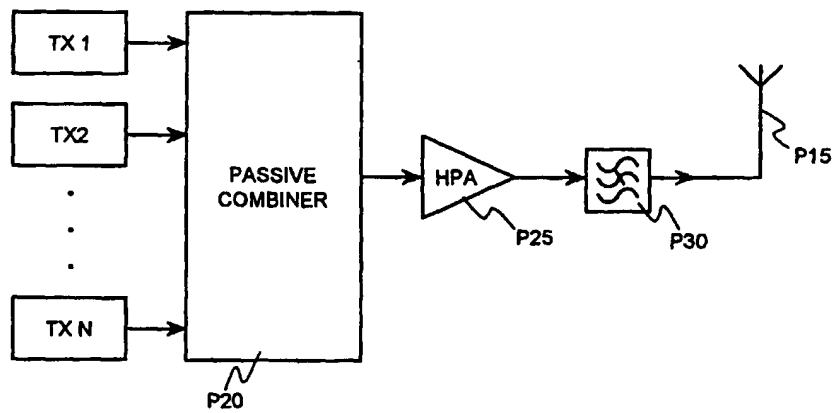 TX 1
TX2
TX N
PASSIVE
COMBINER
P20
HPA
P25
P30
P15